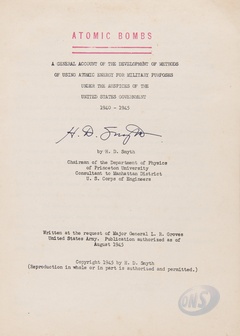 ATOMIC BOMBS
A GENERAL ACCOUNT OF THE DEVELOPMENT OF METHODS
OF USING ATOMIC ENERGY FOR MILITARY PURPOSES
UNDER THE AUSPICES OF THE
UNITED STATES GOVERNMENT
1940 - 1945
H. D. Smyth
by H. D. Smyth
Chairman of the Department of Physics
of Princeton University
Consultant to Manhattan District
U. S. Corps of Engineers
Written at the request of Major General L. R. Groves
United States Army. Publication authorized as of
August 1945
Copyright 1945 by H. D. Smyth
(Reproduction in whole or in part is authorized and permitted.)
DNS